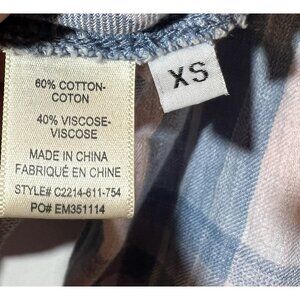 60% COTTON-
COTON
40% VISCOSE-
VISCOSE
MADE IN CHINA
FABRIQUÉ EN CHINE
STYLE# C2214-611-754
PO# EM351114
XS